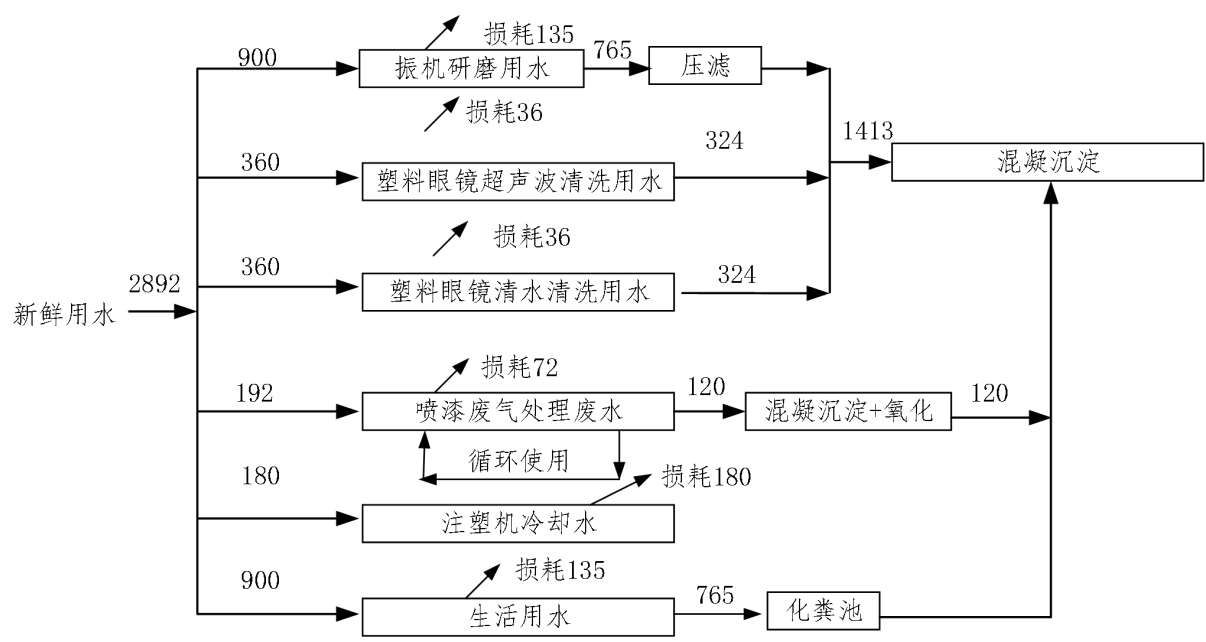 损耗135
900
765
振机研磨用水
压滤
损耗36
324
1413
360
混凝沉淀
塑料眼镜超声波清洗用水
损耗36
360
324
2892
塑料眼镜清水清洗用水
新鲜用水
损耗72
192
120
120
喷漆废气处理废水
混凝沉淀+氧化
循环使用
180
损耗180
注塑机冷却水
损耗135
900
765
生活用水
化粪池